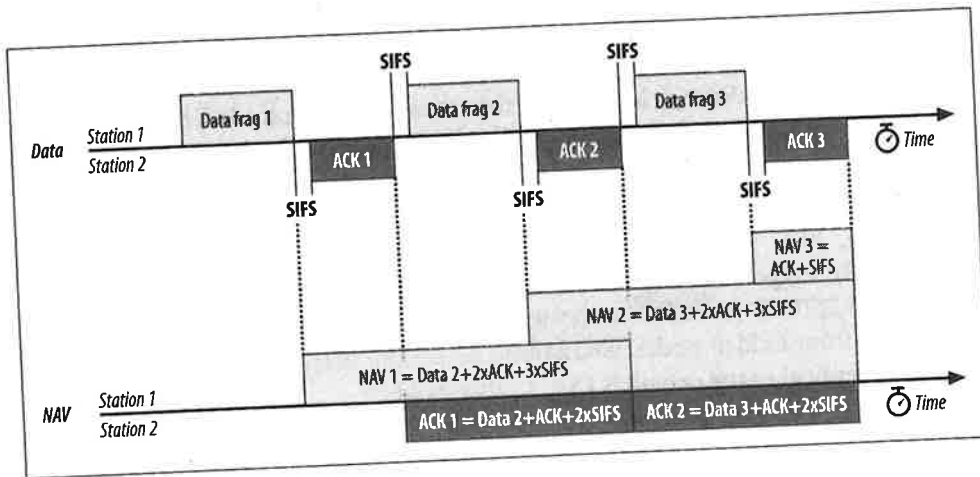 SIFS
SIFS
Data frag 1
Data frag 2
Data frag 3
Data
Station 1
Station 2
ACK 1
ACK 2
ACK 3
Time
SIFS
SIFS
SIFS
NAV 3 =
ACK+SIFS
NAV 2 = Data 3+2xACK+3xSIFS
NAV 1 = Data 2+2xACK+3xSIFS
NAV
Station 1
Station 2
ACK 1 = Data 2+ACK+2xSIFS
ACK 2 = Data 3+ACK+2xSIFS
Time